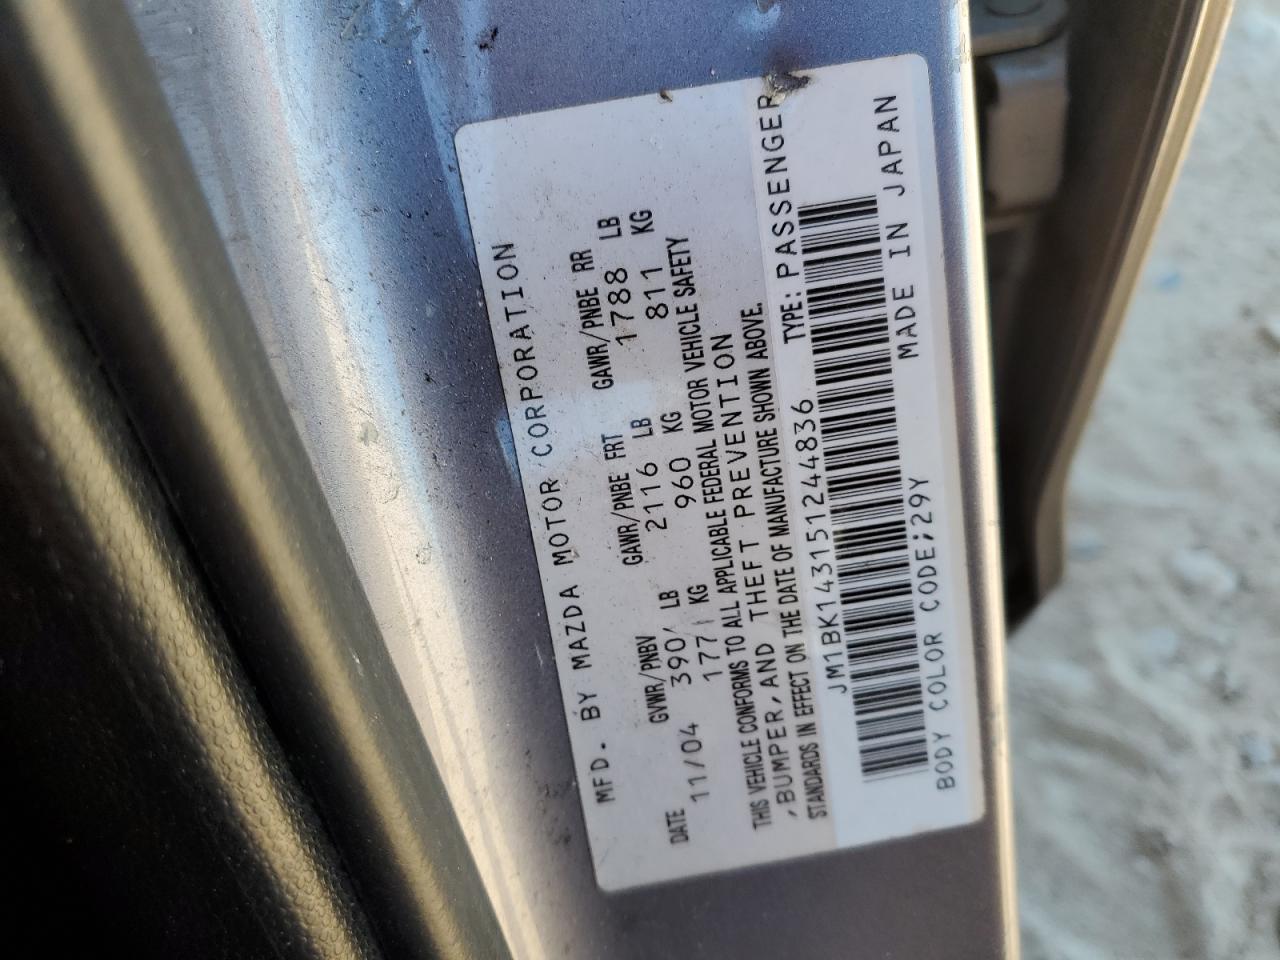 MFD. BY MAZDA MOTOR CORPORATION
DATE GVWR/PNBV GAWR/PNBE FRT GAWR/PNBE RR
11/04 LB 2116 LB 1788 LB
KG 960 KG 811 KG
THIS VEHICLE CONFORMS TO ALL APPLICABLE FEDERAL MOTOR VEHICLE SAFETY
,BUMPER,AND THEFT PREVENTION
STANDARDS IN EFFECT ON THE DATE OF MANUFACTURE SHOWN ABOVE.
JM1BK143151244836 TYPE: PASSENGER
BODY COLOR CODE;29Y MADE IN JAPAN